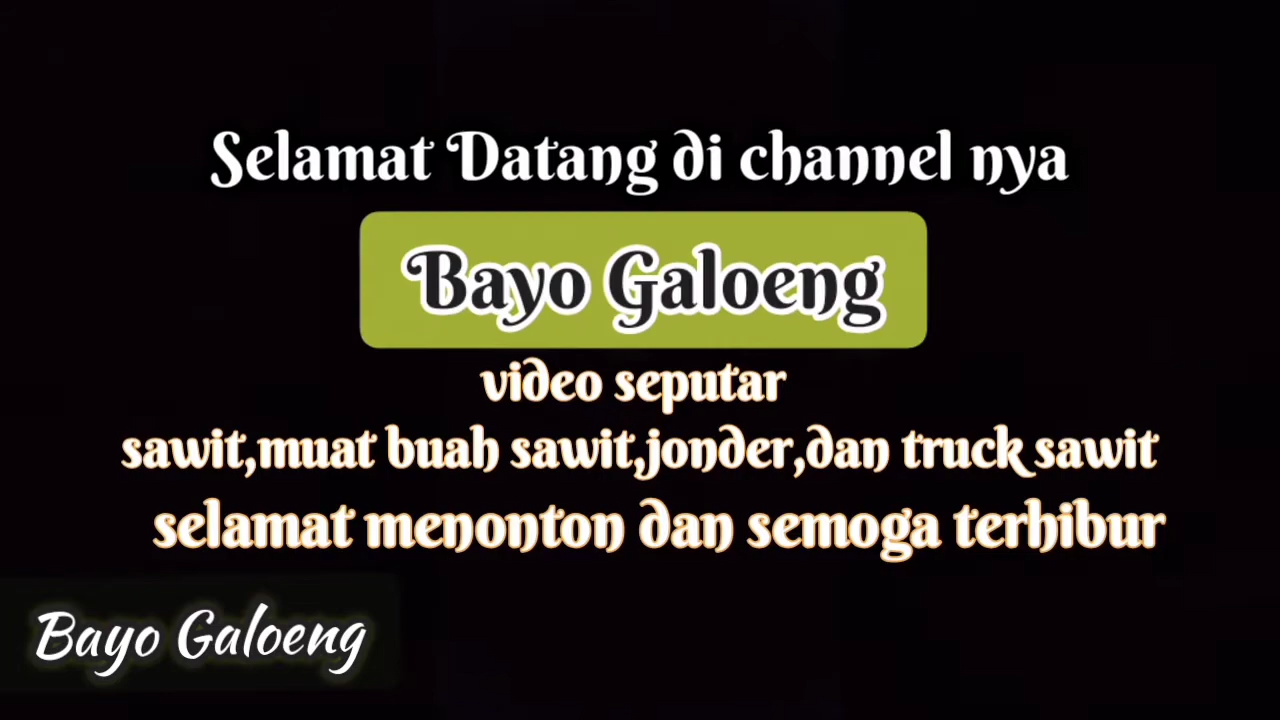 Selamat Datang di channel nya
Bayo Galoeng
video seputar
sawit,muat buah sawit,jonder,dan truck sawit
selamat menonton dan semoga terhibur
Bayo Galoeng